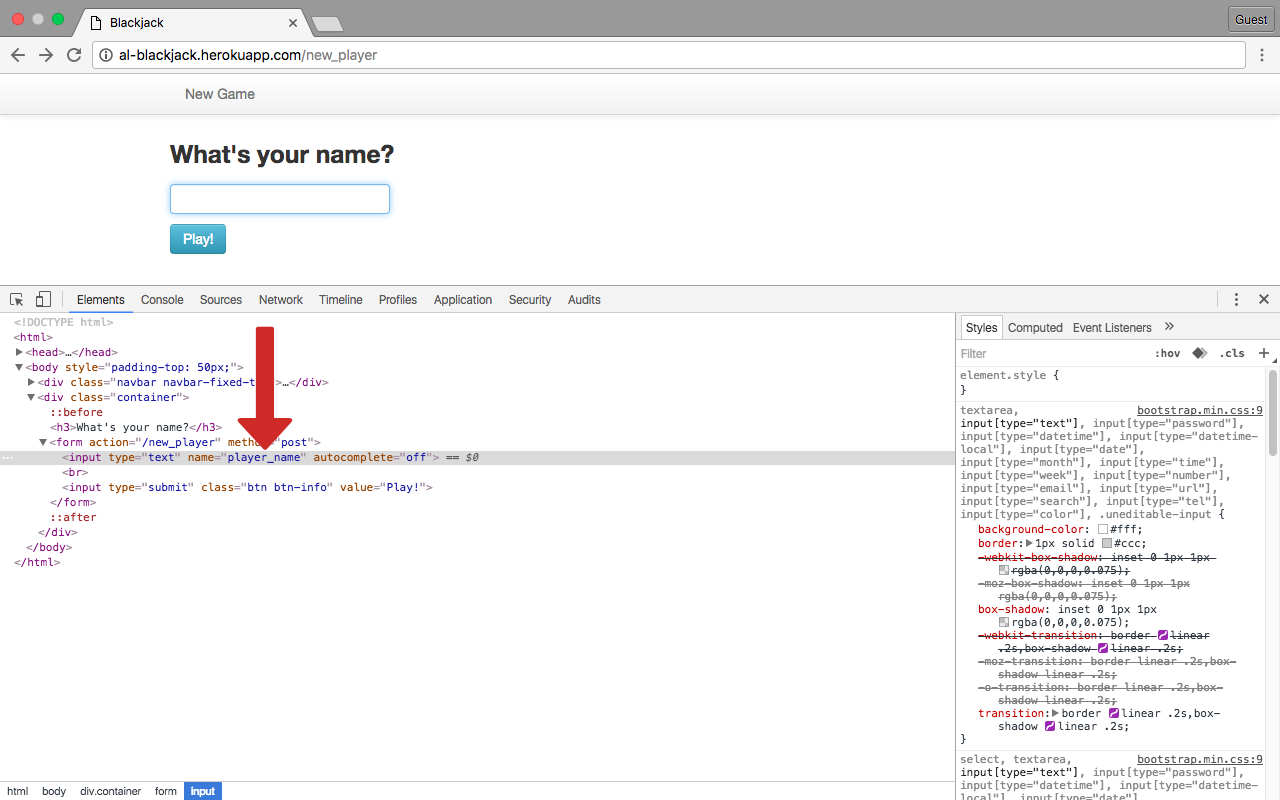 Blackjack
Guest
al-blackjack.herokuapp.com/new_player
New Game
What's your name?
Play!
Elements Console Sources Network Timeline Profiles Application Security Audits
<!DOCTYPE html>
<html>
<head>…</head>
<body style="padding-top: 50px;">
<div class="navbar navbar-fixed-t >…</div>
<div class="container">
::before
<h3>What's your name?</h3>
<form action="/new_player" metho ="post">
<input type="text" name="player_name" autocomplete="off"> == $0
<br>
<input type="submit" class="btn btn-info" value="Play!">
</form>
::after
</div>
</body>
</html>
html body div.container form input
Styles Computed Event Listeners »
Filter :hov .cls +
element.style {
}
textarea, bootstrap.min.css:9
input[type="text"], input[type="password"],
input[type="datetime"], input[type="datetime-
local"], input[type="date"],
input[type="month"], input[type="time"],
input[type="week"], input[type="number"],
input[type="email"], input[type="url"],
input[type="search"], input[type="tel"],
input[type="color"], .uneditable-input {
background-color: #fff;
border: 1px solid #ccc;
-webkit-box-shadow: inset 0 1px 1px
rgba(0,0,0,0.075);
-moz-box-shadow: inset 0 1px 1px
rgba(0,0,0,0.075);
box-shadow: inset 0 1px 1px
rgba(0,0,0,0.075);
-webkit-transition: border linear
.2s,box-shadow linear .2s;
-moz-transition: border linear .2s,box-
shadow linear .2s;
-o-transition: border linear .2s,box-
shadow linear .2s;
transition: border linear .2s,box-
shadow linear .2s;
}
select, textarea, bootstrap.min.css:9
input[type="text"], input[type="password"],
input[type="datetime"], input[type="datetime-
local"], input[type="date"]